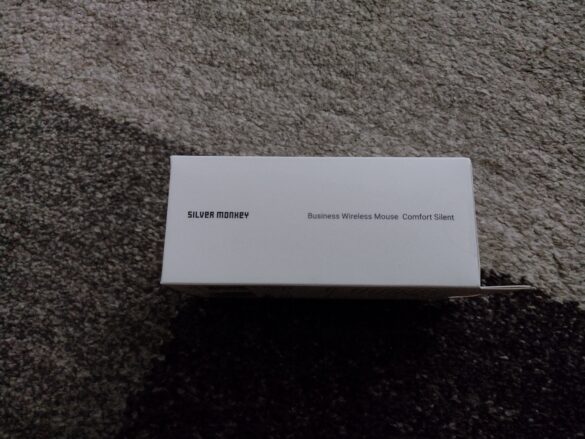 SILVER MONKEY
Business Wireless Mouse Comfort Silent